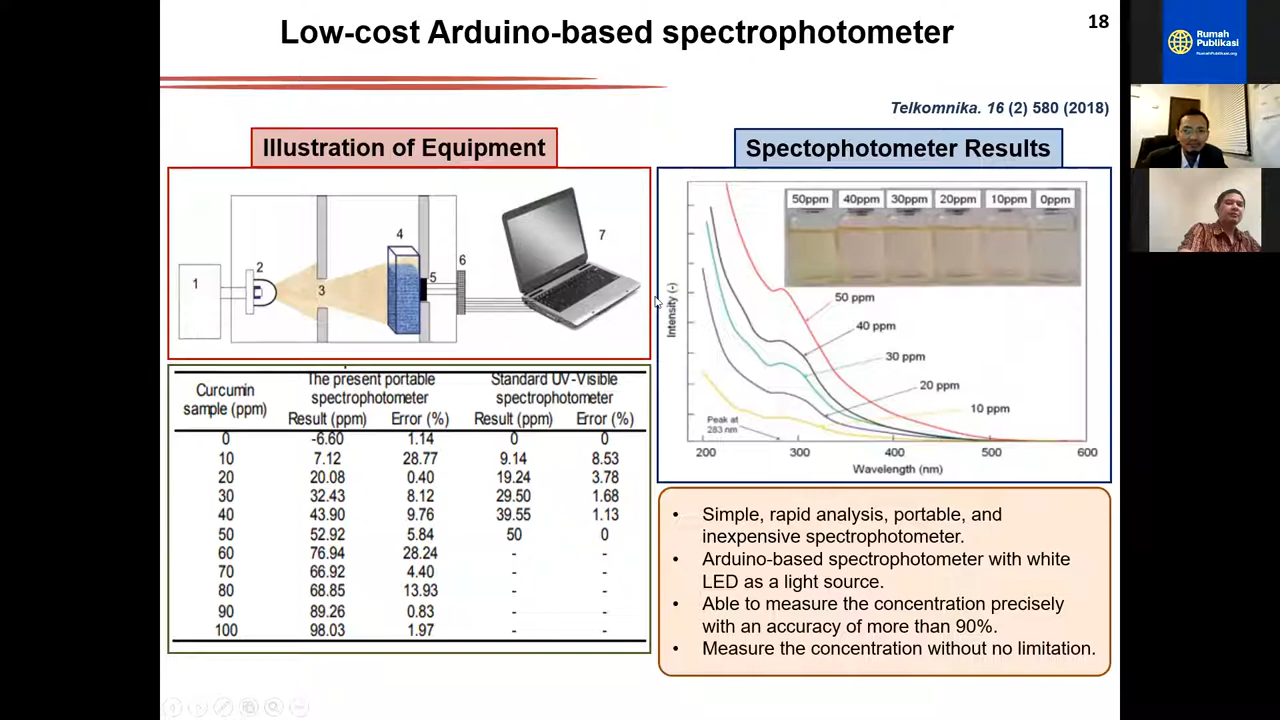 Low-cost Arduino-based spectrophotometer
18
Rumah
Publikasi
RumahPublikasi.org
Telkomnika. 16 (2) 580 (2018)
Illustration of Equipment
1
2
3
4
5
6
7
Curcumin sample (ppm) The present portable spectrophotometer Standard UV-Visible spectrophotometer
Result (ppm) Error (%) Result (ppm) Error (%)
0 -6.60 1.14 0 0
10 7.12 28.77 9.14 8.53
20 20.08 0.40 19.24 3.78
30 32.43 8.12 29.50 1.68
40 43.90 9.76 39.55 1.13
50 52.92 5.84 50 0
60 76.94 28.24 - -
70 66.92 4.40 - -
80 68.85 13.93 - -
90 89.26 0.83 - -
100 98.03 1.97 - -
Spectophotometer Results
50ppm 40ppm 30ppm 20ppm 10ppm 0ppm
Intensity (-)
50 ppm
40 ppm
30 ppm
20 ppm
10 ppm
Peak at
283 nm
200 300 400 500 600
Wavelength (nm)
• Simple, rapid analysis, portable, and
inexpensive spectrophotometer.
• Arduino-based spectrophotometer with white
LED as a light source.
• Able to measure the concentration precisely
with an accuracy of more than 90%.
• Measure the concentration without no limitation.